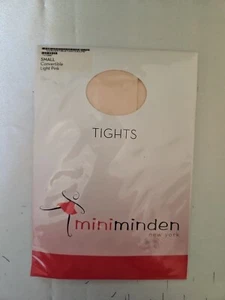 SMALL
Convertible
Light Pink
TIGHTS
miniminden
new york